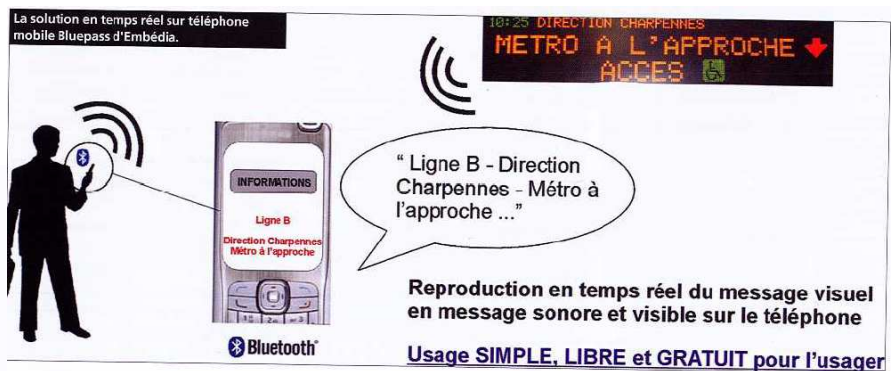 La solution en temps réel sur téléphone
mobile Bluepass d'Embédia.
10:25 DIRECTION CHARPENNES
METRO A L'APPROCHE
ACCES
INFORMATIONS
Ligne B
Direction Charpennes
Métro à l'approche
" Ligne B - Direction
Charpennes - Métro à
l'approche ..."
Reproduction en temps réel du message visuel
en message sonore et visible sur le téléphone
Bluetooth®
Usage SIMPLE, LIBRE et GRATUIT pour l'usager